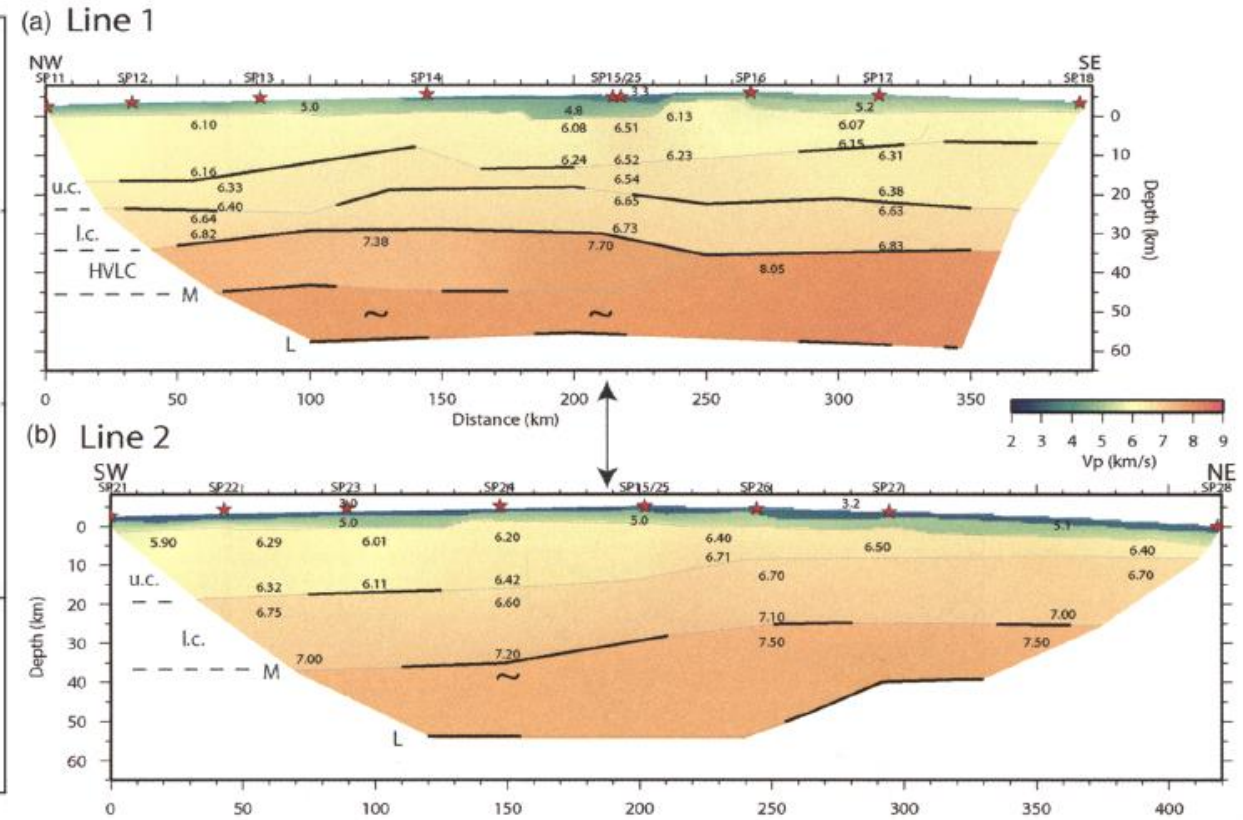 (a) Line 1
NW SE
SP11 SP12 SP13 SP14 SP15/25 SP16 SP17 SP18
3.3
5.0 4.8 5.2 0
6.10 6.08 6.51 6.13 6.07
6.16 6.24 6.52 6.23 6.15 6.31 10
u.c. 6.33 6.54 20
6.40 6.65 6.38
6.64 6.63
l.c. 6.82 6.73 30
7.38 7.70 6.83
HVLC 8.05 40
M
~ ~ 50
L 60
0 50 100 150 200 250 300 350
Distance (km)
Depth (km)
2 3 4 5 6 7 8 9
Vp (km/s)
(b) Line 2
SW NE
SP21 SP22 SP23 SP24 SP15/25 SP26 SP27 SP28
3.0 3.2
0 5.0 5.0 5.1
5.90 6.29 6.01 6.20 6.40 6.50 6.40
10 6.71
u.c. 6.32 6.11 6.42 6.70 6.70
20 6.75 6.60
7.10 7.00
30 l.c. 7.50 7.50
7.00 7.20
M
40 ~
50
L
60
Depth (km)
0 50 100 150 200 250 300 350 400